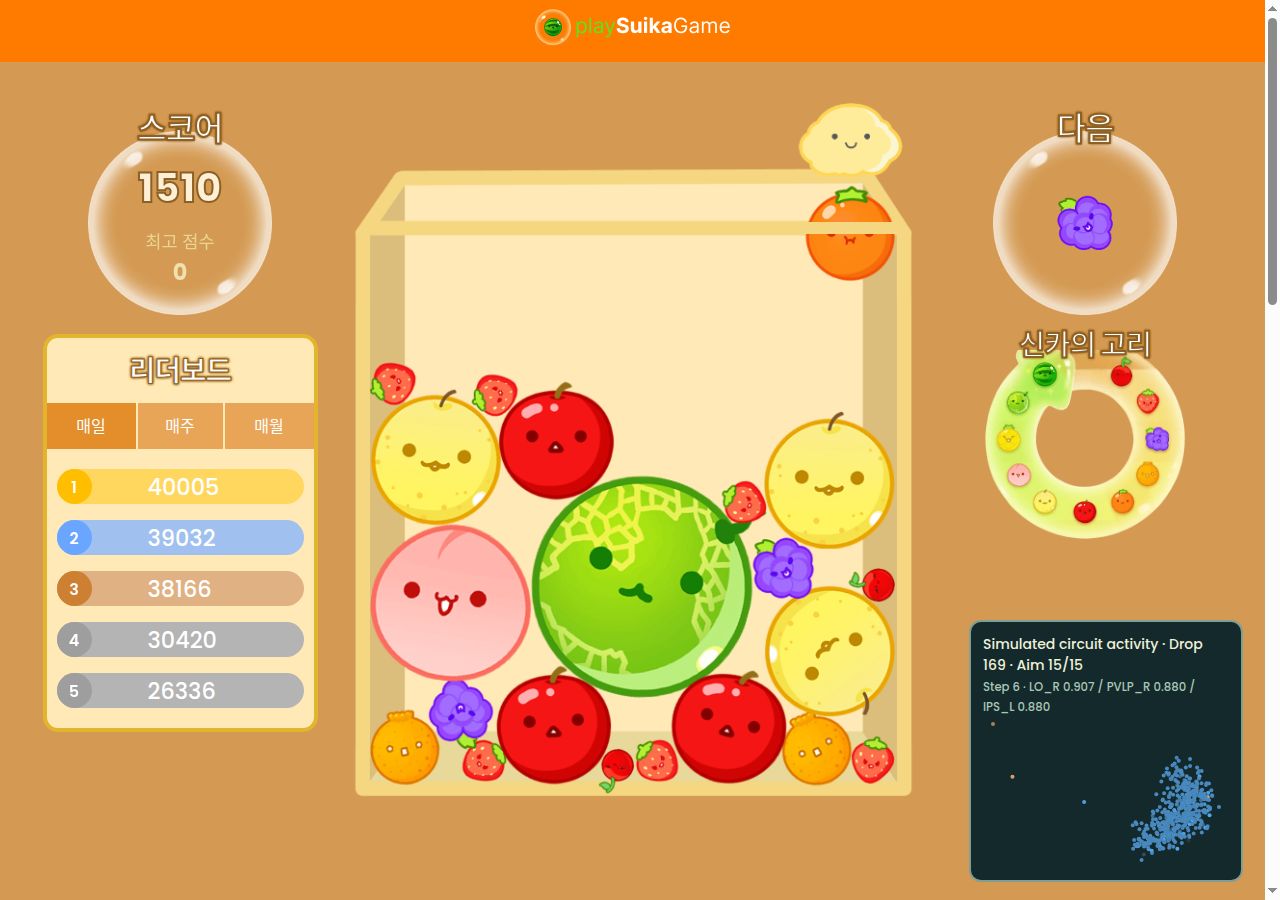 playSuikaGame
스코어
1510
최고 점수
0
다음
리더보드
매일
매주
매월
1 40005
2 39032
3 38166
4 30420
5 26336
신카의 고리
Simulated circuit activity · Drop
169 · Aim 15/15
Step 6 · LO_R 0.907 / PVLP_R 0.880 /
IPS_L 0.880